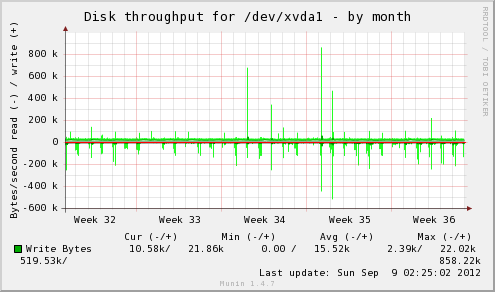 Disk throughput for /dev/xvda1 - by month
RRDTOOL / TOBI OETIKER
Bytes/second read (-) / write (+)
800 k
600 k
400 k
200 k
0
-200 k
-400 k
-600 k
Week 32 Week 33 Week 34 Week 35 Week 36
Cur (-/+) Min (-/+) Avg (-/+) Max (-/+)
Write Bytes 10.58k/ 21.86k 0.00 / 15.52k 2.39k/ 22.02k
519.53k/ 858.22k
Last update: Sun Sep 9 02:25:02 2012
Munin 1.4.7